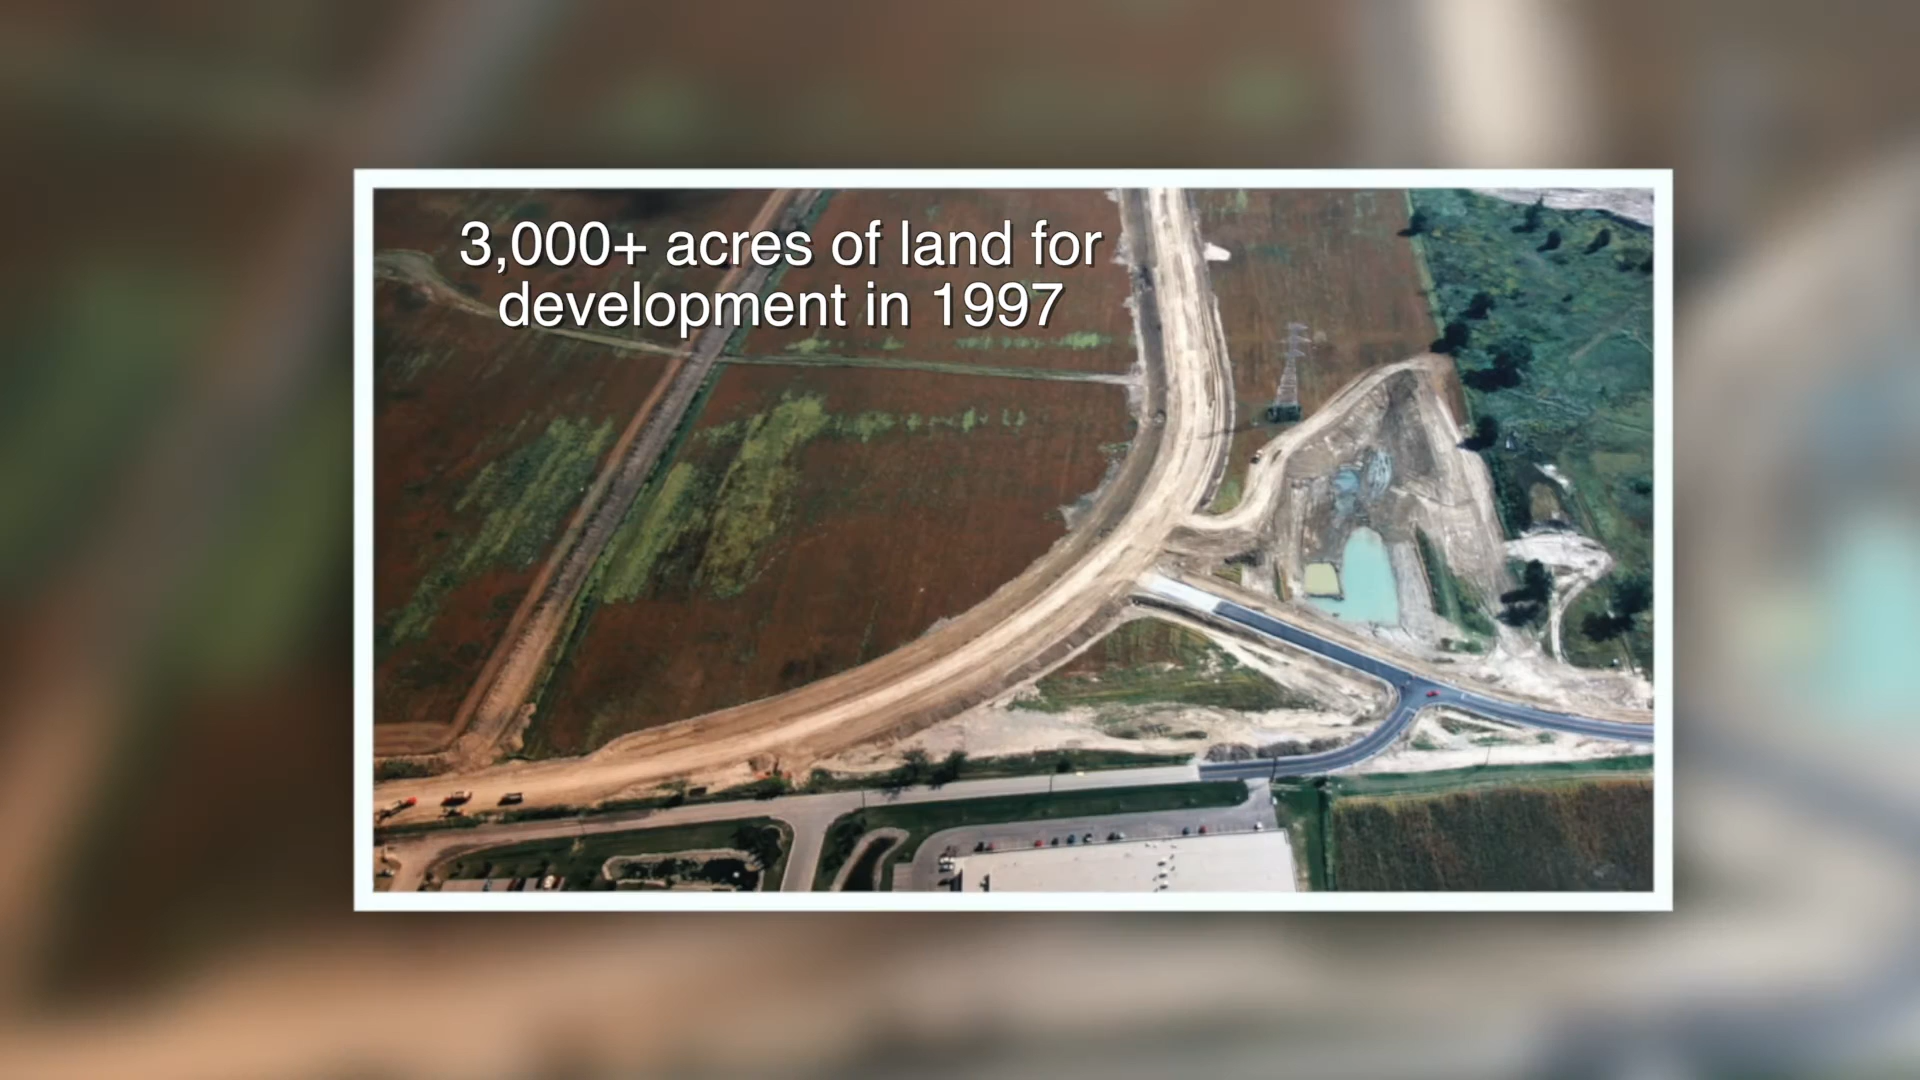 3,000+ acres of land for
development in 1997